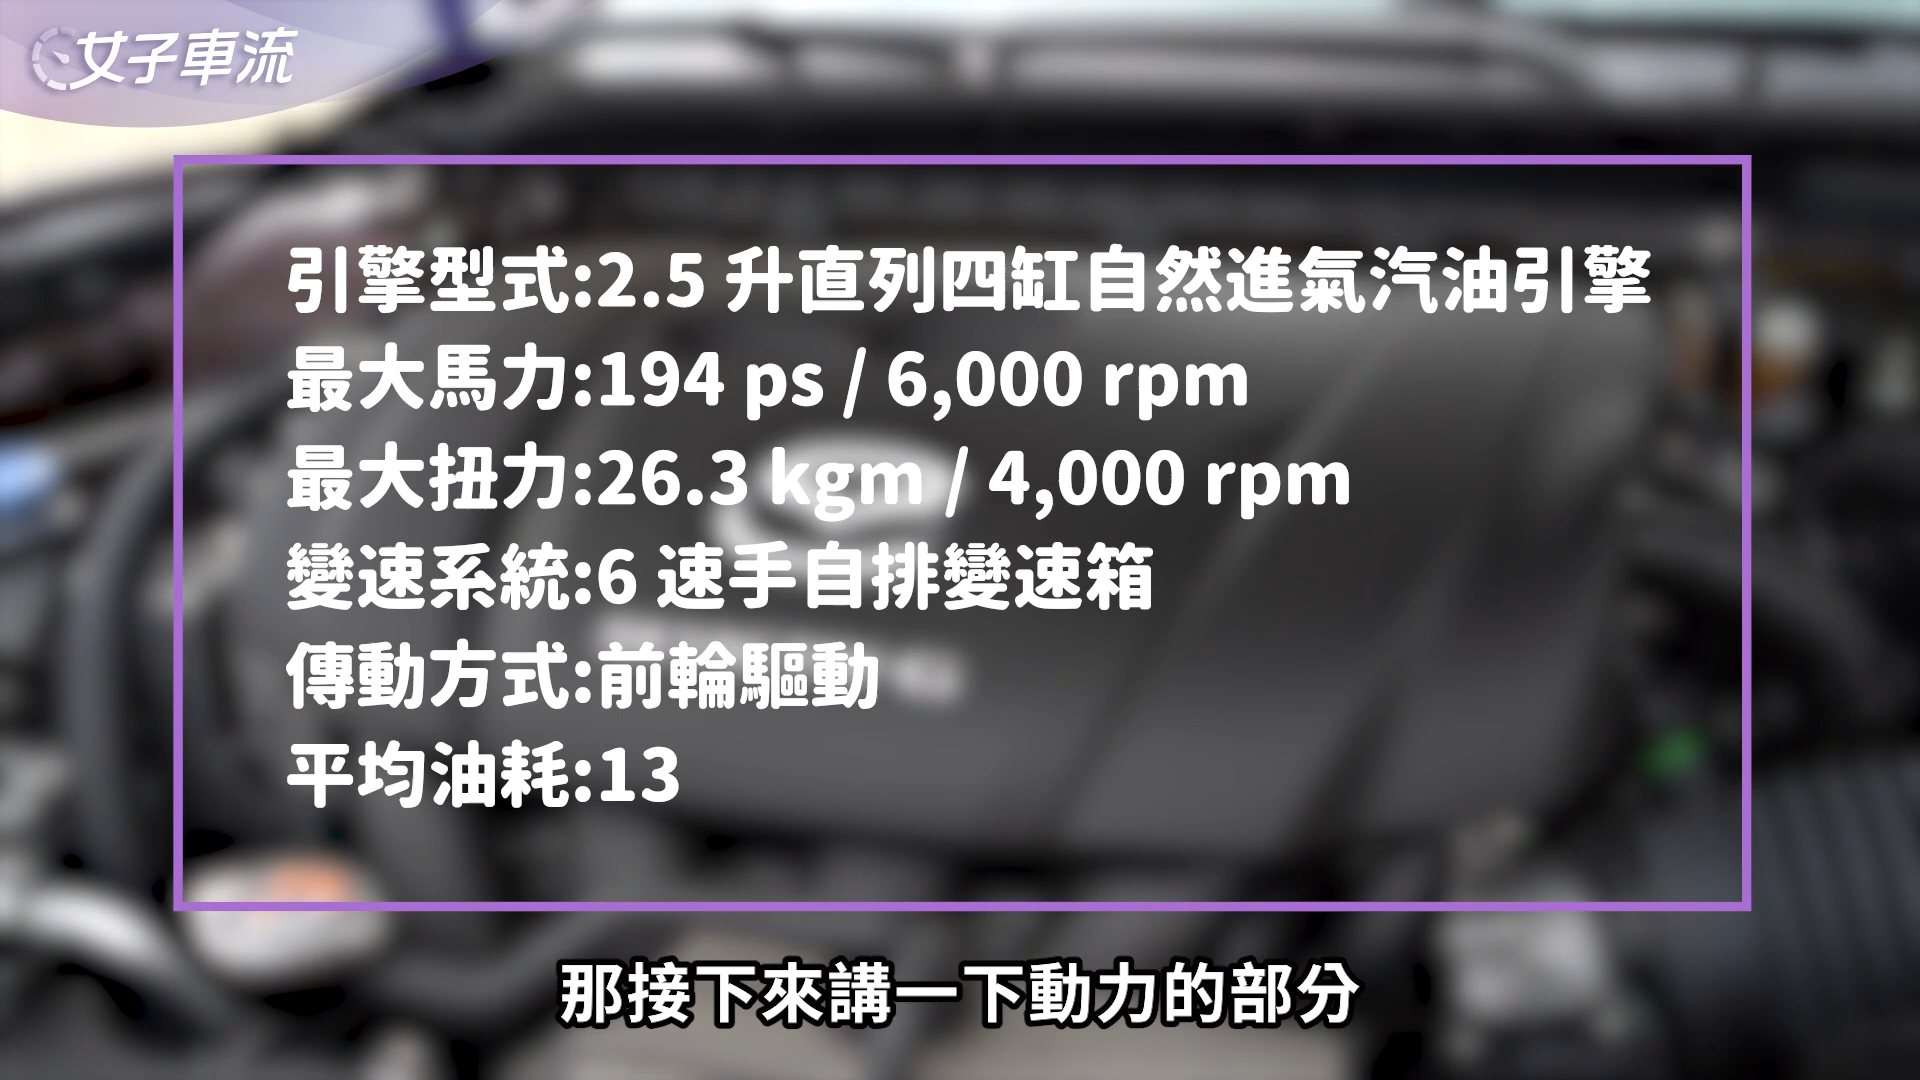 女子車流
引擎型式:2.5 升直列四缸自然進氣汽油引擎
最大馬力:194 ps / 6,000 rpm
最大扭力:26.3 kgm / 4,000 rpm
變速系統:6 速手自排變速箱
傳動方式:前輪驅動
平均油耗:13
那接下來講一下動力的部分